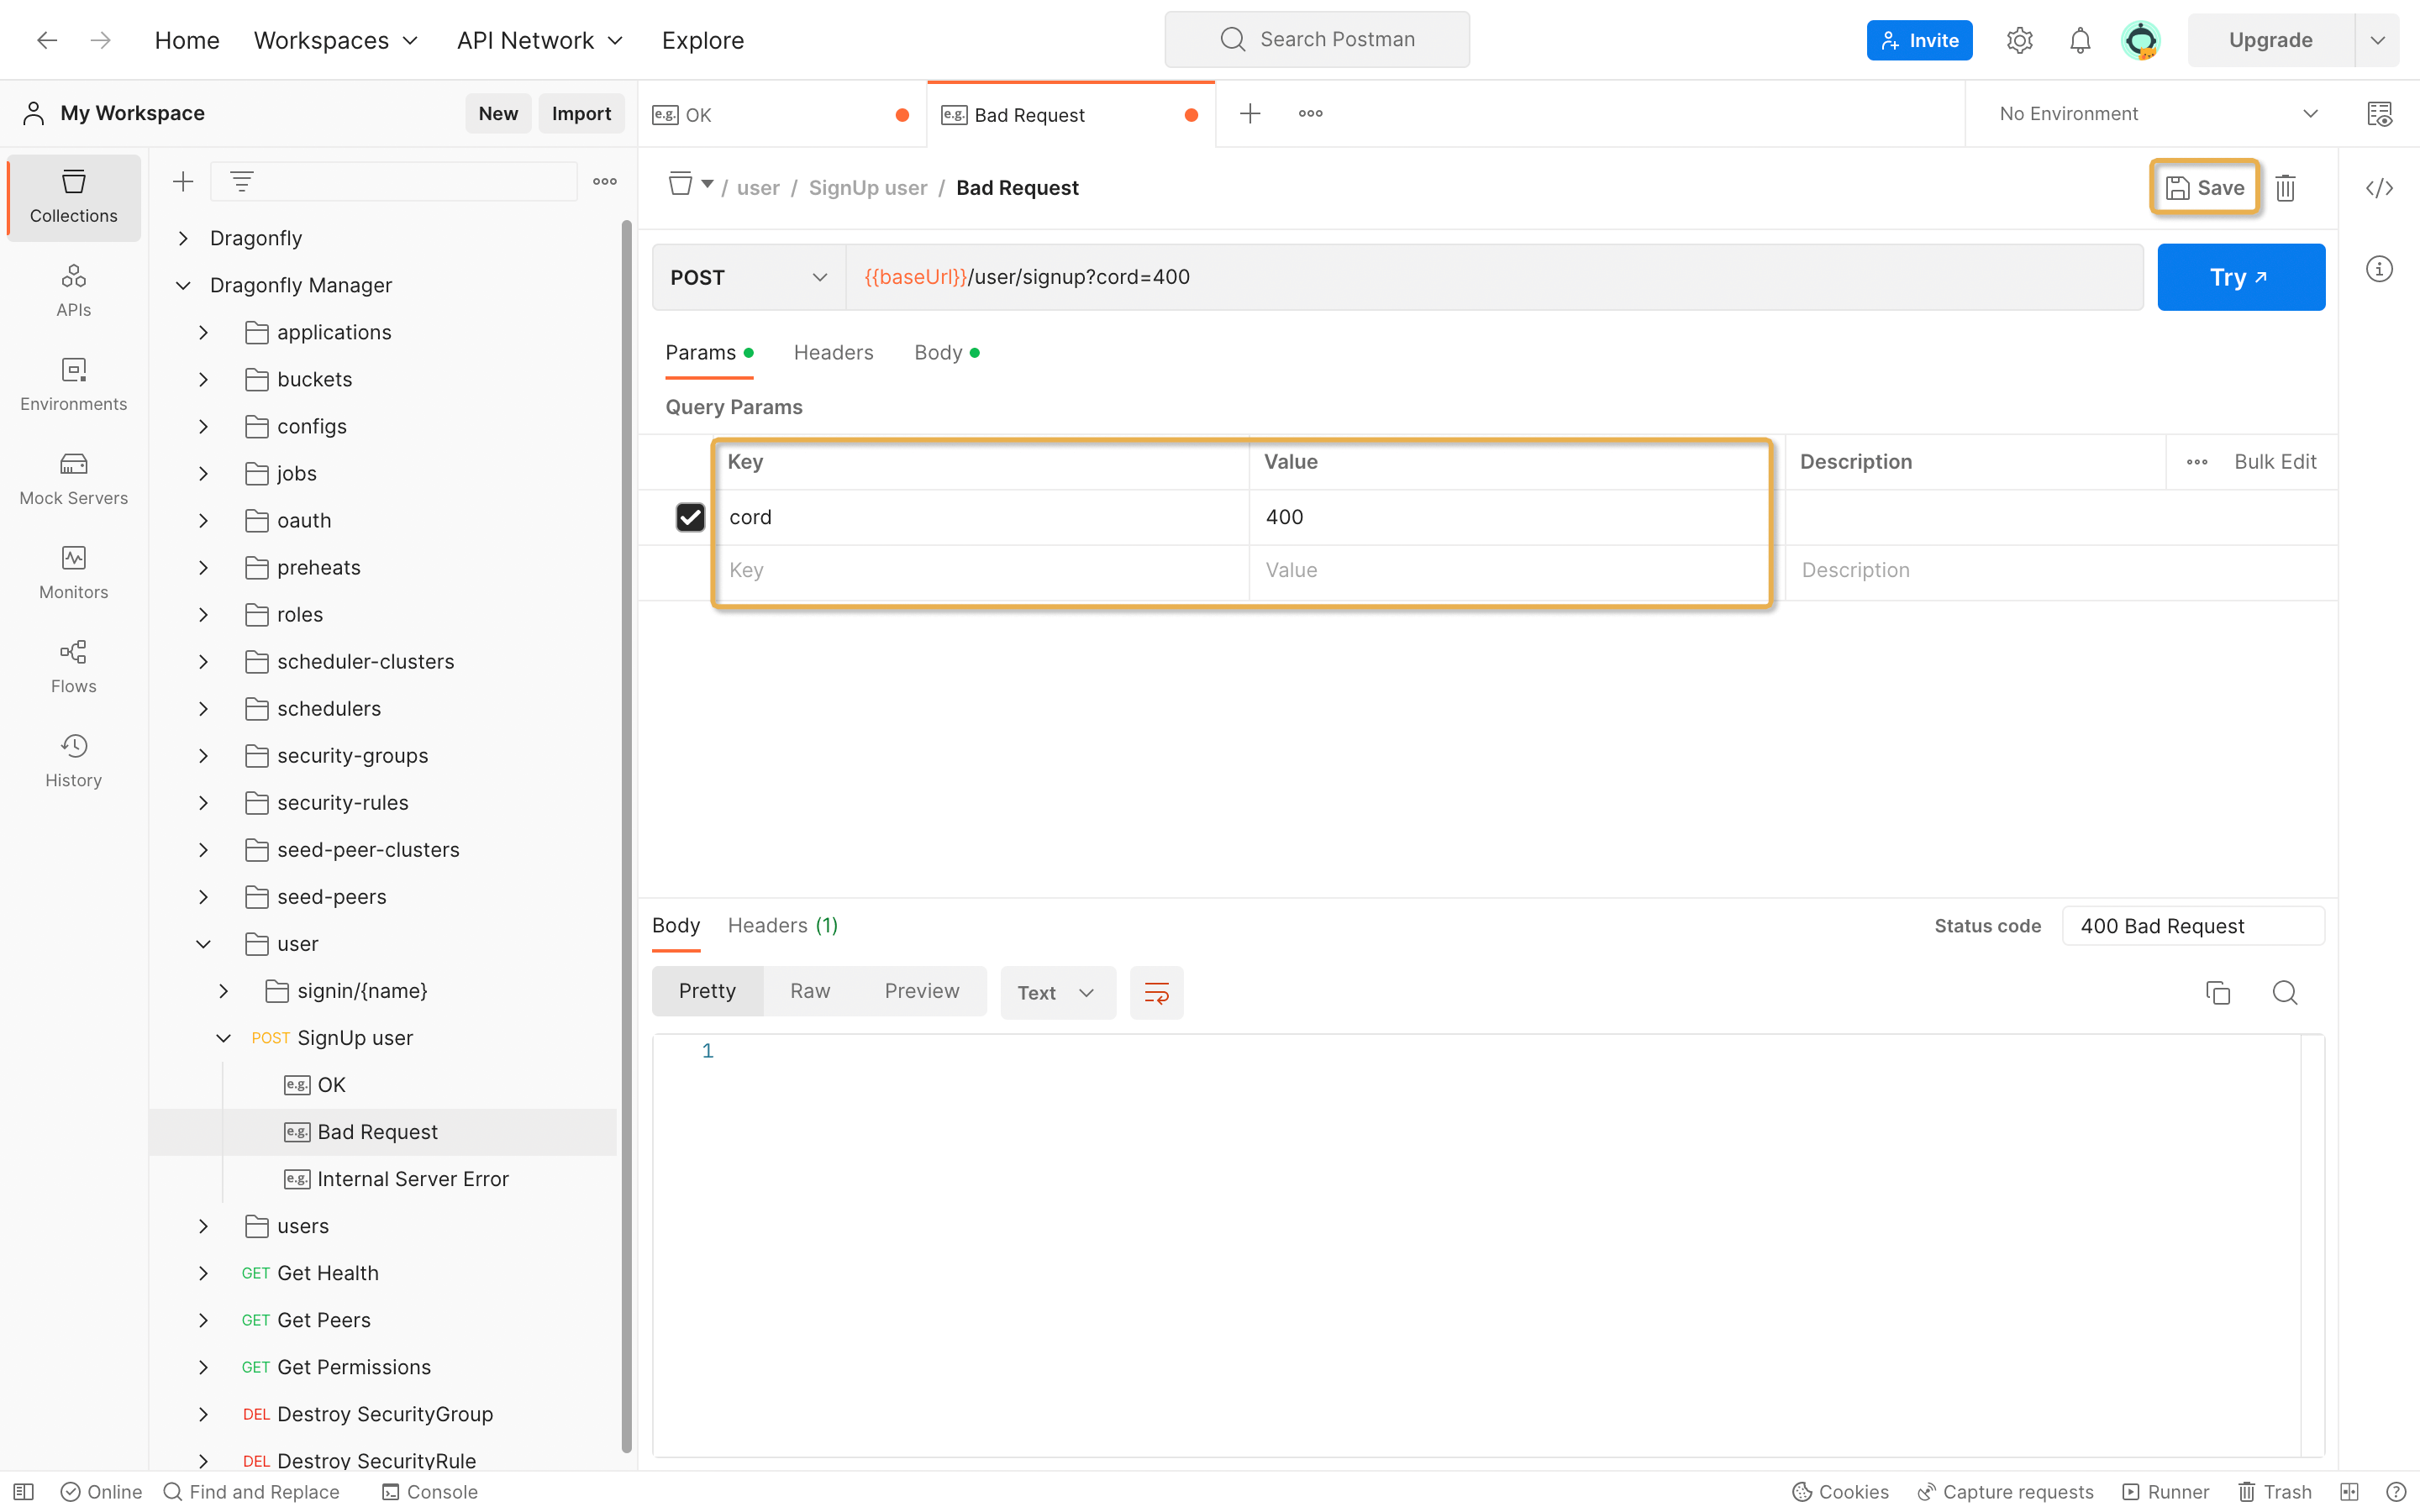 Home Workspaces API Network Explore Search Postman Invite Upgrade
My Workspace New Import
e.g. OK e.g. Bad Request No Environment
Collections
APIs
Environments
Mock Servers
Monitors
Flows
History
Dragonfly
Dragonfly Manager
applications
buckets
configs
jobs
oauth
preheats
roles
scheduler-clusters
schedulers
security-groups
security-rules
seed-peer-clusters
seed-peers
user
signin/{name}
POST SignUp user
e.g. OK
e.g. Bad Request
e.g. Internal Server Error
users
GET Get Health
GET Get Peers
GET Get Permissions
DEL Destroy SecurityGroup
DEL Destroy SecurityRule
/ user / SignUp user / Bad Request Save
POST {{baseUrl}}/user/signup?cord=400 Try
Params Headers Body
Query Params
Key Value Description Bulk Edit
cord 400
Key Value Description
Body Headers (1) Status code 400 Bad Request
Pretty Raw Preview Text
1
Online Find and Replace Console Cookies Capture requests Runner Trash